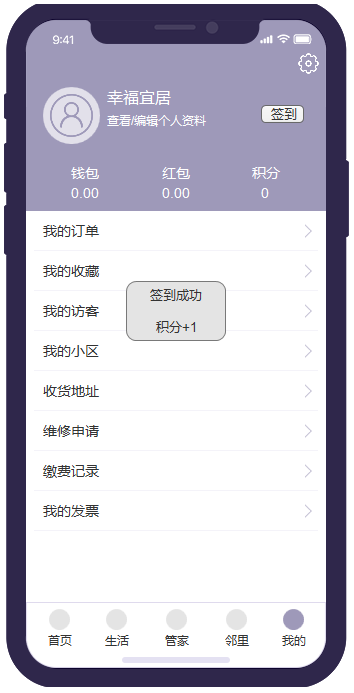 9:41
幸福宜居
查看/编辑个人资料
签到
钱包 红包 积分
0.00 0.00 0
我的订单
我的收藏
我的访客
签到成功
积分+1
我的小区
收货地址
维修申请
缴费记录
我的发票
首页 生活 管家 邻里 我的